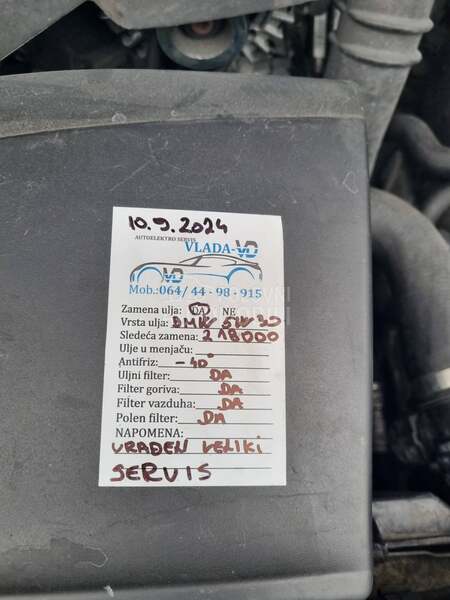 10.9.2024
AUTOELEKTRO SERVIS
VLADA-VD
VD
Mob.:064/ 44 - 98 - 915
Zamena ulja: DA NE
Vrsta ulja: BMW 5W30
Sledeća zamena: 218000
Ulje u menjaču: -
Antifriz: -40°
Uljni filter: DA
Filter goriva: DA
Filter vazduha: DA
Polen filter: DA
NAPOMENA:
URAĐEN VELIKI
SERVIS